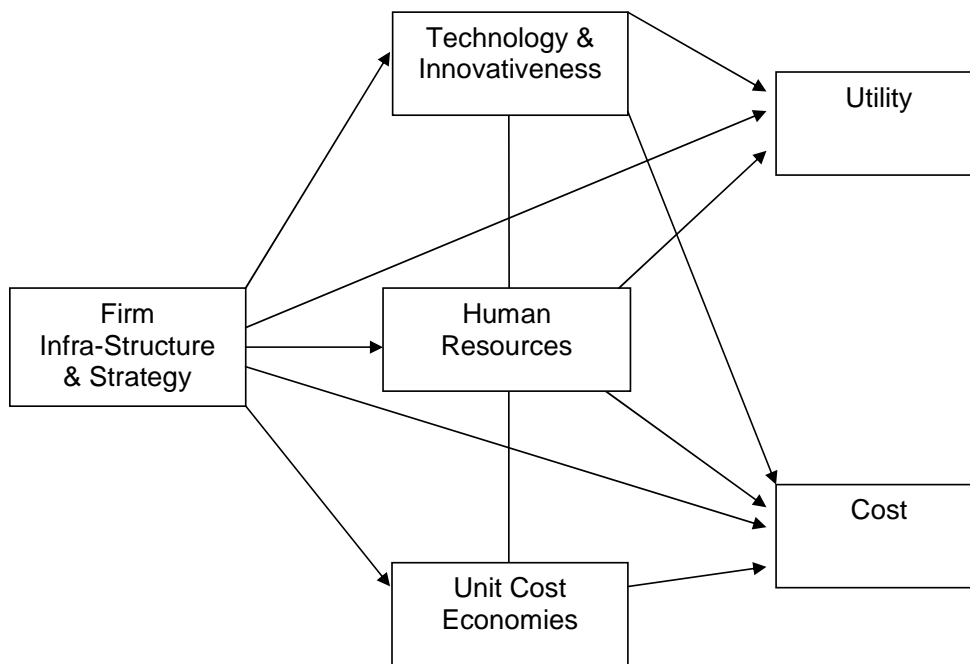 Technology &
Innovativeness
Utility
Firm
Infra-Structure
& Strategy
Human
Resources
Cost
Unit Cost
Economies